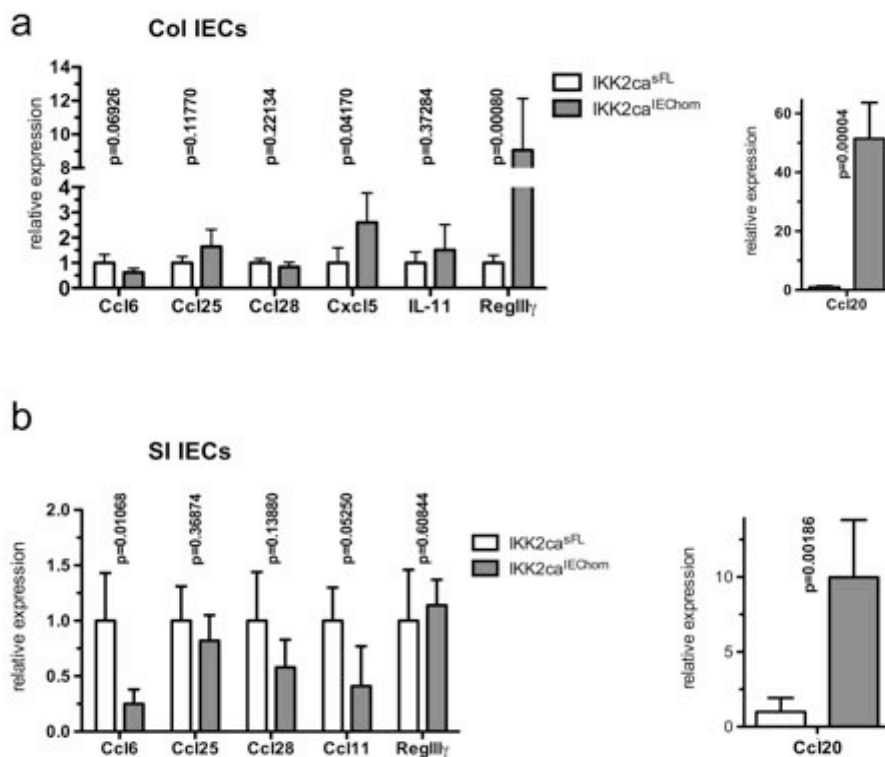 a
Col IECs
relative expression
14
12
10
8
4
3
2
1
0
p=0.06926
p=0.11770
p=0.22134
p=0.04170
p=0.37284
p=0.00080
Ccl6 Ccl25 Ccl28 Cxcl5 IL-11 RegIIIγ
IKK2ca^sFL
IKK2ca^IEChom
relative expression
60
40
20
0
p=0.00004
Ccl20
b
SI IECs
relative expression
2.0
1.5
1.0
0.5
0.0
p=0.01068
p=0.36874
p=0.13880
p=0.05250
p=0.60844
Ccl6 Ccl25 Ccl28 Ccl11 RegIIIγ
IKK2ca^sFL
IKK2ca^IEChom
relative expression
10
5
0
p=0.00186
Ccl20